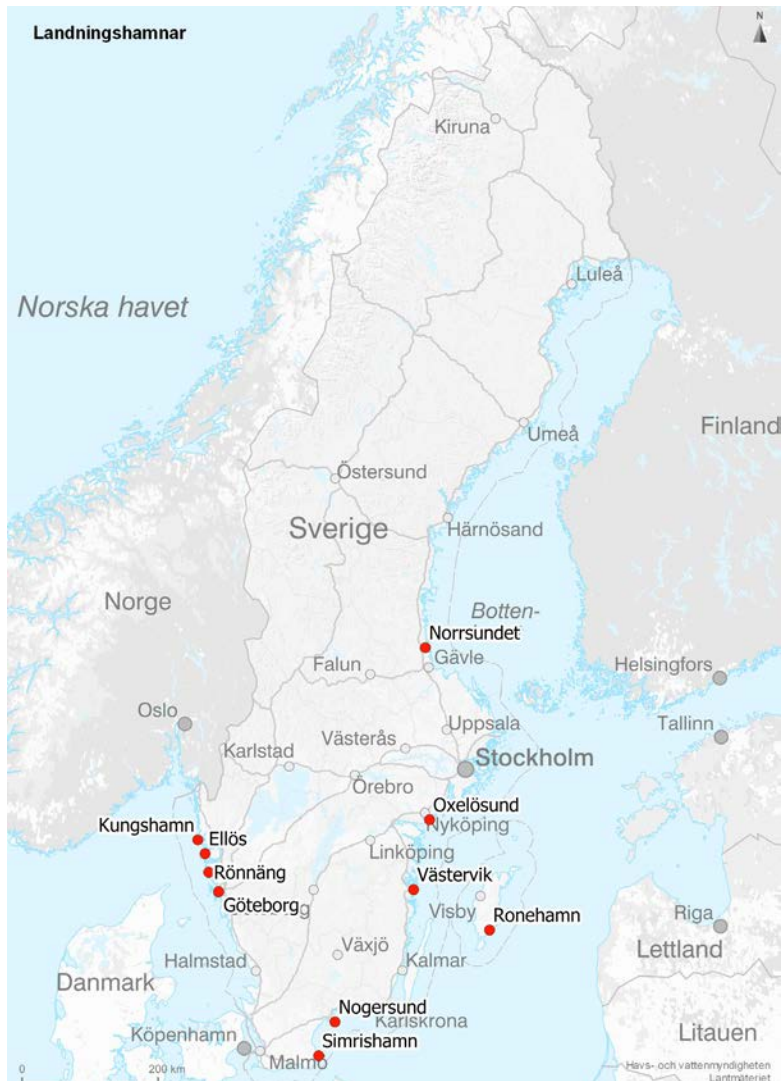 Landningshamnar
N
Kiruna
Luleå
Norska havet
Umeå
Finland
Östersund
Härnösand
Sverige
Norge
Botten-
Norrsundet
Gävle
Falun
Helsingfors
Oslo
Uppsala
Tallinn
Västerås
Karlstad
Stockholm
Örebro
Oxelösund
Nyköping
Kungshamn
Ellös
Linköping
Rönnäng
Västervik
Göteborg
Visby
Ronehamn
Riga
Växjö
Lettland
Halmstad
Kalmar
Danmark
Nogersund
Karlskrona
Köpenhamn
Simrishamn
Malmö
Litauen
0
200 km
Havs- och vattenmyndigheten
Lantmäteriet